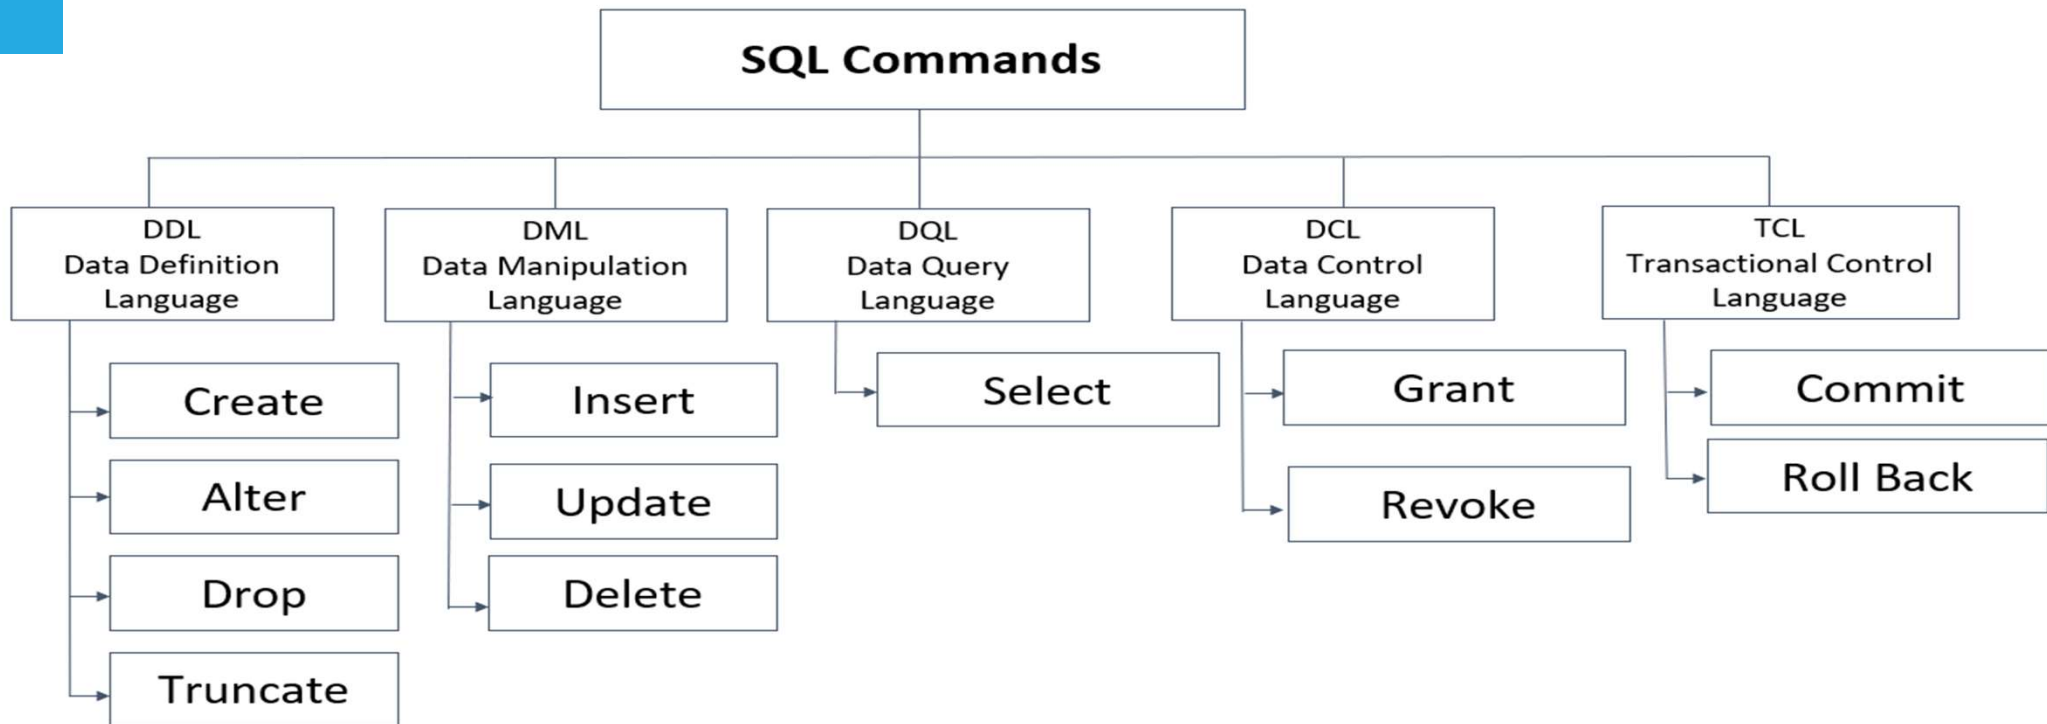 SQL Commands
DDL
Data Definition
Language
DML
Data Manipulation
Language
DQL
Data Query
Language
DCL
Data Control
Language
TCL
Transactional Control
Language
Create
Alter
Drop
Truncate
Insert
Update
Delete
Select
Grant
Revoke
Commit
Roll Back